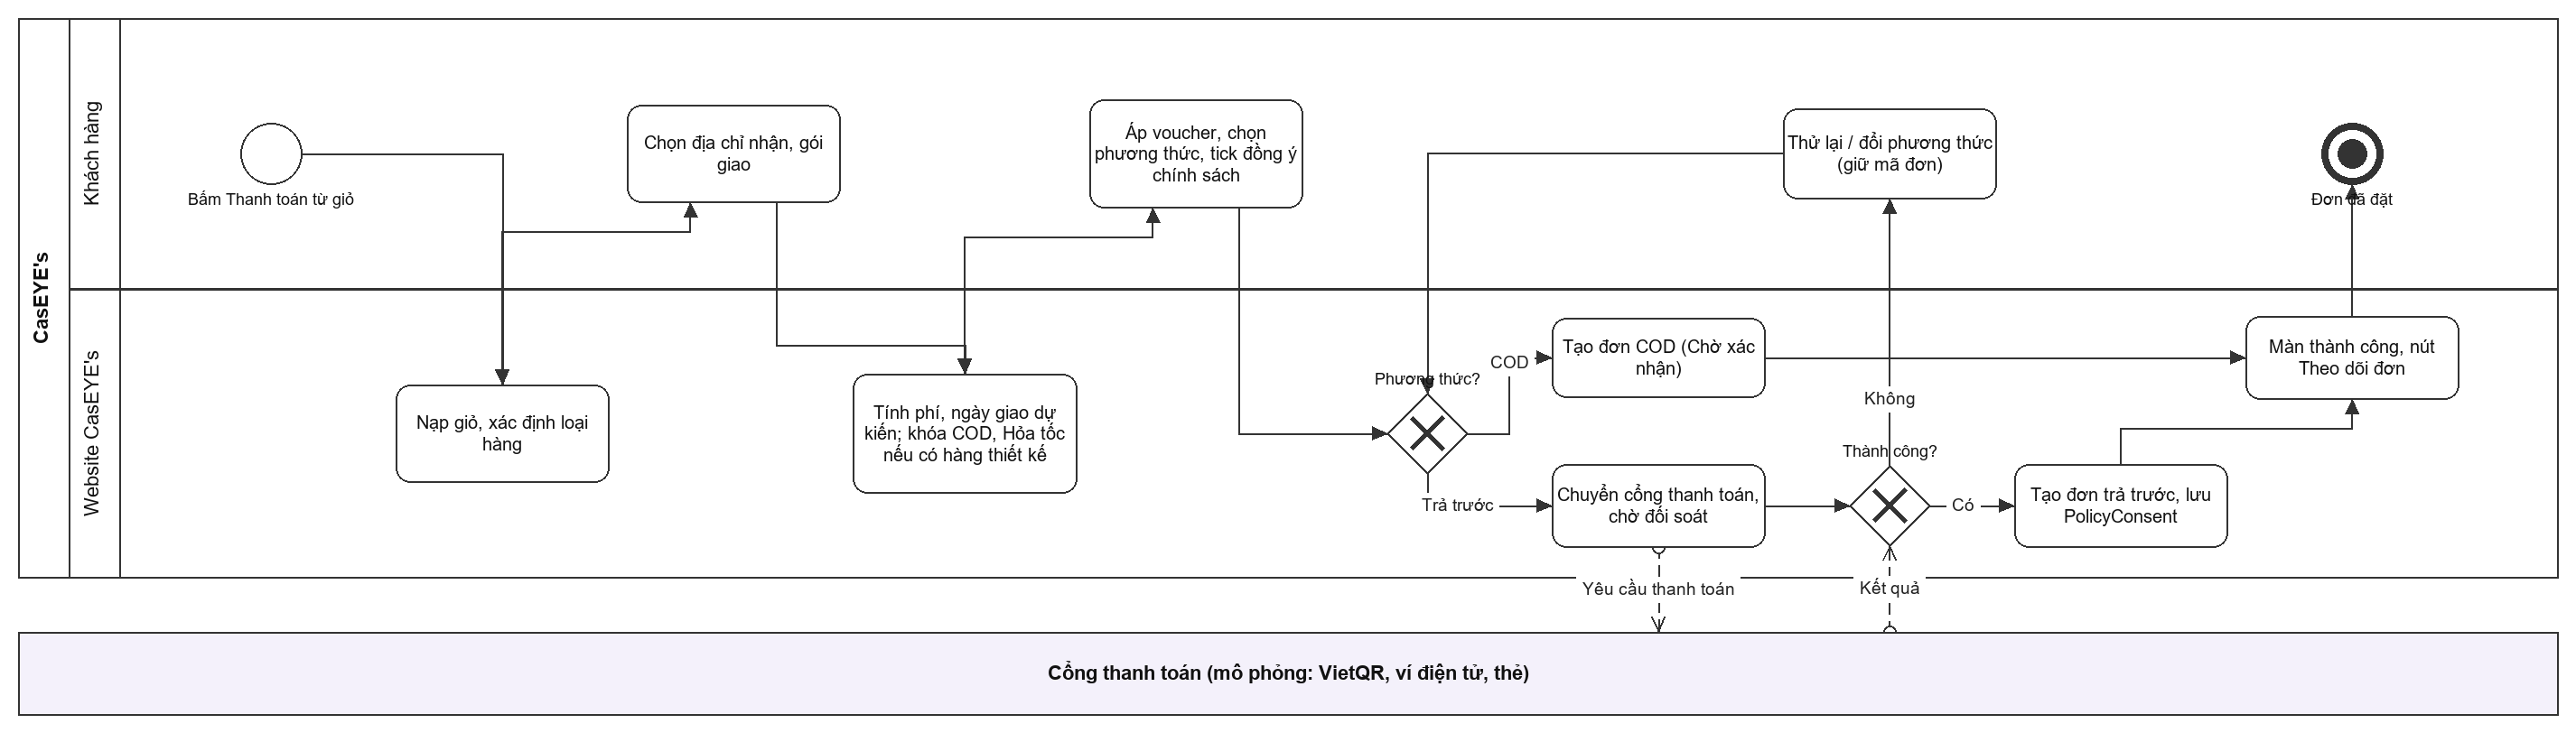 CasEYE's
Khách hàng
Bấm Thanh toán từ giỏ
Chọn địa chỉ nhận, gói
giao
Áp voucher, chọn
phương thức, tick đồng ý
chính sách
Thử lại / đổi phương thức
(giữ mã đơn)
Đơn đã đặt
Website CasEYE's
Nạp giỏ, xác định loại
hàng
Tính phí, ngày giao dự
kiến; khóa COD, Hỏa tốc
nếu có hàng thiết kế
Phương thức?
COD
Tạo đơn COD (Chờ xác
nhận)
Trả trước
Chuyển cổng thanh toán,
chờ đối soát
Không
Thành công?
Có
Tạo đơn trả trước, lưu
PolicyConsent
Màn thành công, nút
Theo dõi đơn
Yêu cầu thanh toán
Kết quả
Cổng thanh toán (mô phỏng: VietQR, ví điện tử, thẻ)